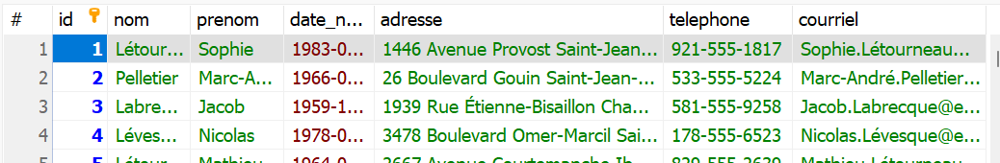 # id nom prenom date_n... adresse telephone courriel
1 1 Létour... Sophie 1983-0... 1446 Avenue Provost Saint-Jean... 921-555-1817 Sophie.Létourneau...
2 2 Pelletier Marc-A... 1966-0... 26 Boulevard Gouin Saint-Jean-... 533-555-5224 Marc-André.Pelletier...
3 3 Labre... Jacob 1959-1... 1939 Rue Étienne-Bisaillon Cha... 581-555-9258 Jacob.Labrecque@e...
4 4 Léves... Nicolas 1978-0... 3478 Boulevard Omer-Marcil Sai... 178-555-6523 Nicolas.Lévesque@e...
5 5 Létour... Mathieu 1964-0... 2667 Avenue Courtemanche Ib... 829-555-2639 Mathieu.Létourneau...